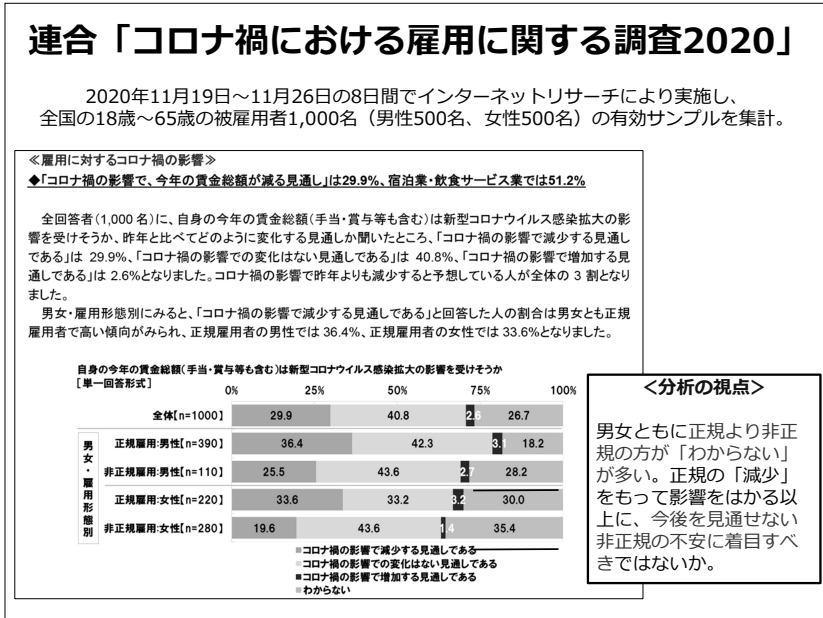 連合「コロナ禍における雇用に関する調査2020」
2020年11月19日～11月26日の8日間でインターネットリサーチにより実施し、
全国の18歳～65歳の被雇用者1,000名（男性500名、女性500名）の有効サンプルを集計。
≪雇用に対するコロナ禍の影響≫
◆「コロナ禍の影響で、今年の賃金総額が減る見通し」は29.9%、宿泊業・飲食サービス業では51.2%
全回答者（1,000 名）に、自身の今年の賃金総額（手当・賞与等も含む）は新型コロナウイルス感染拡大の影
響を受けそうか、昨年と比べてどのように変化する見通しか聞いたところ、「コロナ禍の影響で減少する見通し
である」は 29.9%、「コロナ禍の影響での変化はない見通しである」は 40.8%、「コロナ禍の影響で増加する見
通しである」は 2.6%となりました。コロナ禍の影響で昨年よりも減少すると予想している人が全体の 3 割となり
ました。
男女・雇用形態別にみると、「コロナ禍の影響で減少する見通しである」と回答した人の割合は男女とも正規
雇用者で高い傾向がみられ、正規雇用者の男性では 36.4%、正規雇用者の女性では 33.6%となりました。
自身の今年の賃金総額（手当・賞与等も含む）は新型コロナウイルス感染拡大の影響を受けそうか
［単一回答形式］
0% 25% 50% 75% 100%
全体【n=1000】 29.9 40.8 2.6 26.7
男女・雇用形態別
正規雇用:男性【n=390】 36.4 42.3 3.1 18.2
非正規雇用:男性【n=110】 25.5 43.6 2.7 28.2
正規雇用:女性【n=220】 33.6 33.2 3.2 30.0
非正規雇用:女性【n=280】 19.6 43.6 1.4 35.4
■コロナ禍の影響で減少する見通しである
■コロナ禍の影響での変化はない見通しである
■コロナ禍の影響で増加する見通しである
■わからない
＜分析の視点＞
男女ともに正規より非正
規の方が「わからない」
が多い。正規の「減少」
をもって影響をはかる以
上に、今後を見通せない
非正規の不安に着目すべ
きではないか。